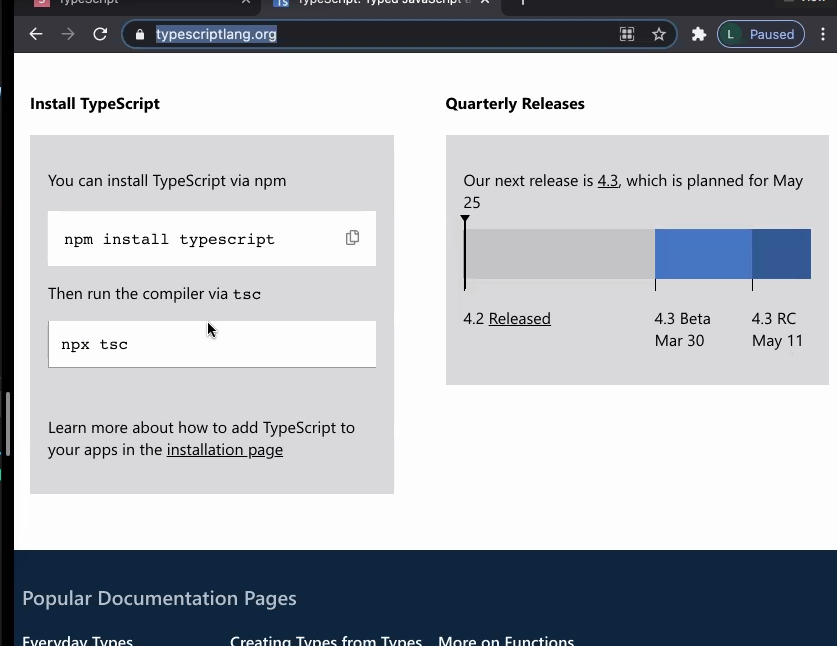 TypeScript
TypeScript: Typed JavaScript
typescriptlang.org
L Paused
Install TypeScript
You can install TypeScript via npm
npm install typescript
Then run the compiler via tsc
npx tsc
Learn more about how to add TypeScript to
your apps in the installation page
Quarterly Releases
Our next release is 4.3, which is planned for May
25
4.2 Released
4.3 Beta
Mar 30
4.3 RC
May 11
Popular Documentation Pages
Everyday Types
Creating Types from Types
More on Functions